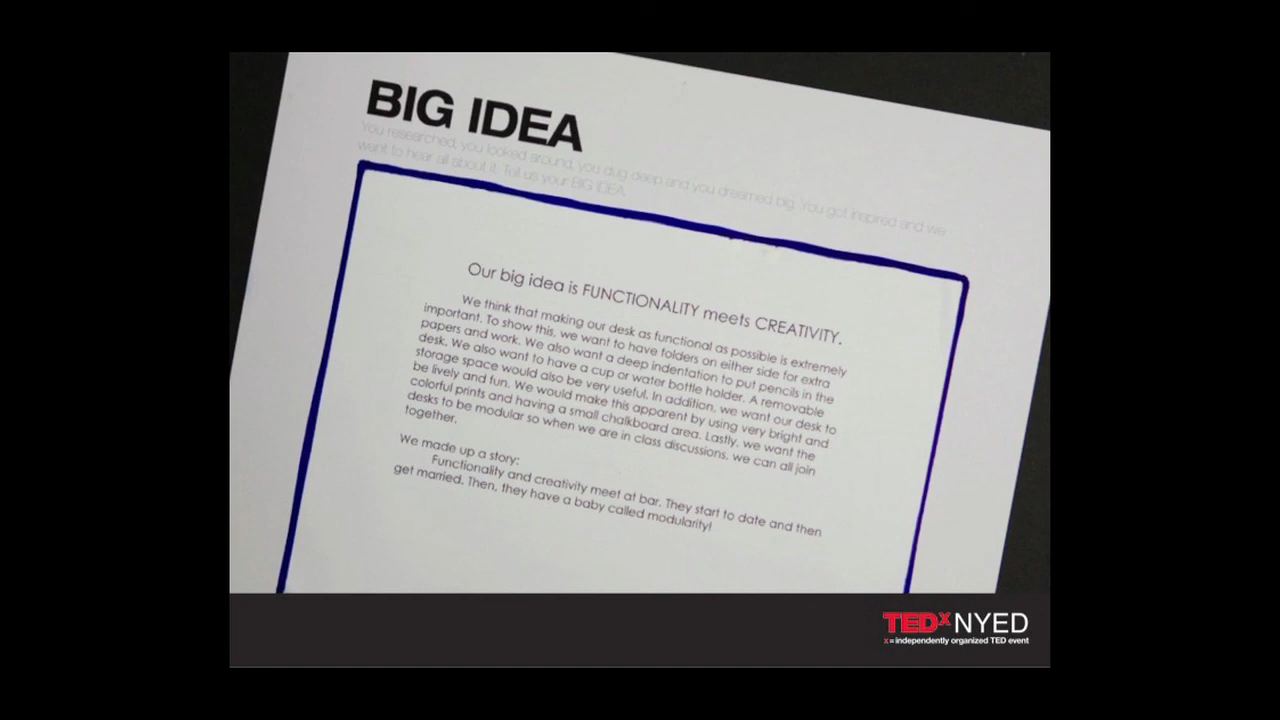 BIG IDEA
You researched, you looked around, you dug deep and you dreamed big. You got inspired and we
want to hear all about it. Tell us your BIG IDEA
Our big idea is FUNCTIONALITY meets CREATIVITY.
We think that making our desk as functional as possible is extremely
important. To show this, we want to have folders on either side for extra
papers and work. We also want a deep indentation to put pencils in the
desk. We also want to have a cup or water bottle holder. A removable
storage space would also be very useful. In addition, we want our desk to
be lively and fun. We would make this apparent by using very bright and
colorful prints and having a small chalkboard area. Lastly, we want the
desks to be modular so when we are in class discussions, we can all join
together.
We made up a story:
Functionality and creativity meet at bar. They start to date and then
get married. Then, they have a baby called modularity!
TEDxNYED
x = independently organized TED event